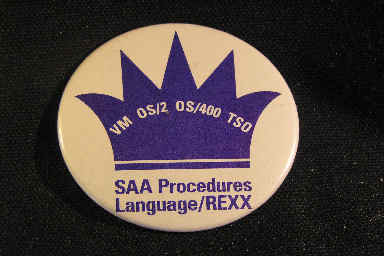 VM OS/2 OS/400 TSO
SAA Procedures
Language/REXX